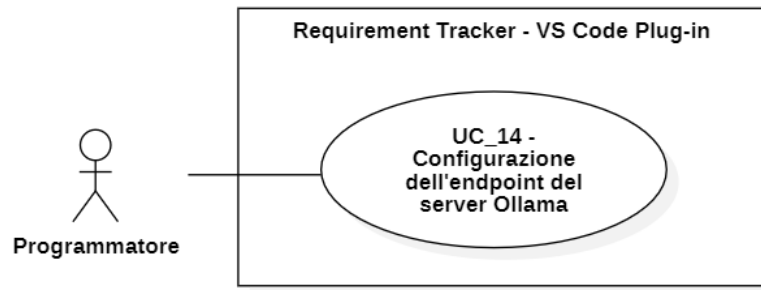 Requirement Tracker - VS Code Plug-in
UC_14 -
Configurazione
dell'endpoint del
server Ollama
Programmatore